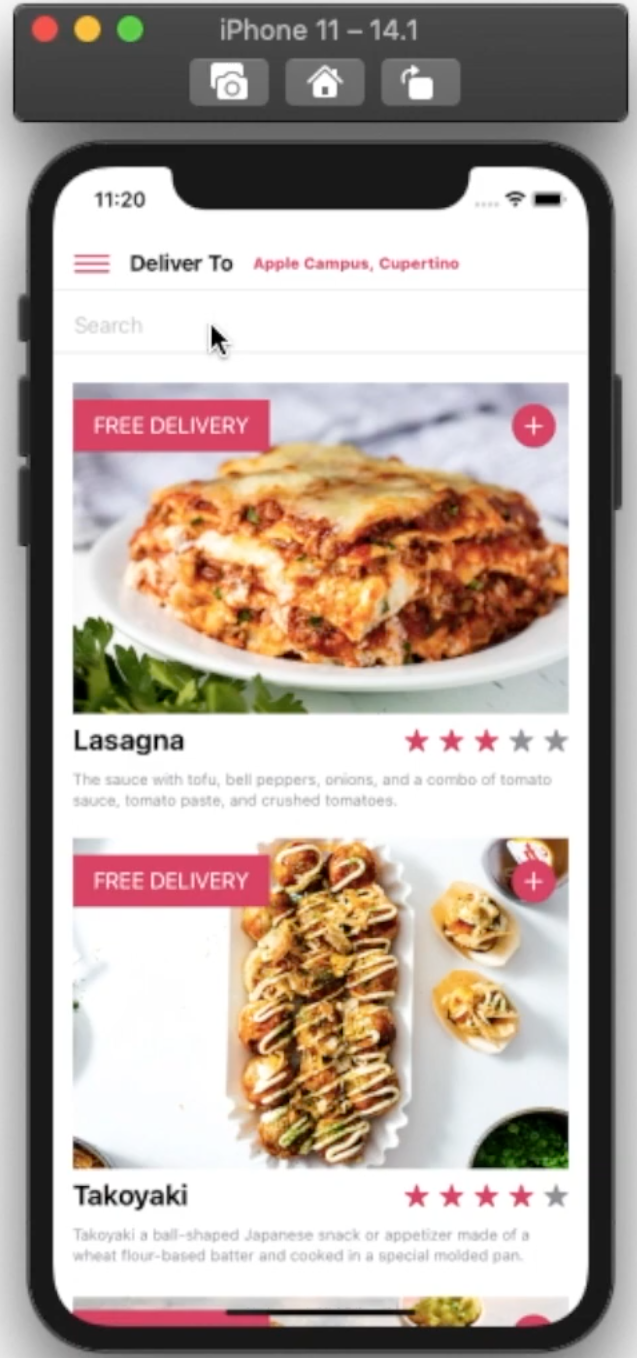 iPhone 11 – 14.1
11:20
Deliver To Apple Campus, Cupertino
Search
FREE DELIVERY
Lasagna
The sauce with tofu, bell peppers, onions, and a combo of tomato
sauce, tomato paste, and crushed tomatoes.
FREE DELIVERY
Takoyaki
Takoyaki a ball-shaped Japanese snack or appetizer made of a
wheat flour-based batter and cooked in a special molded pan.